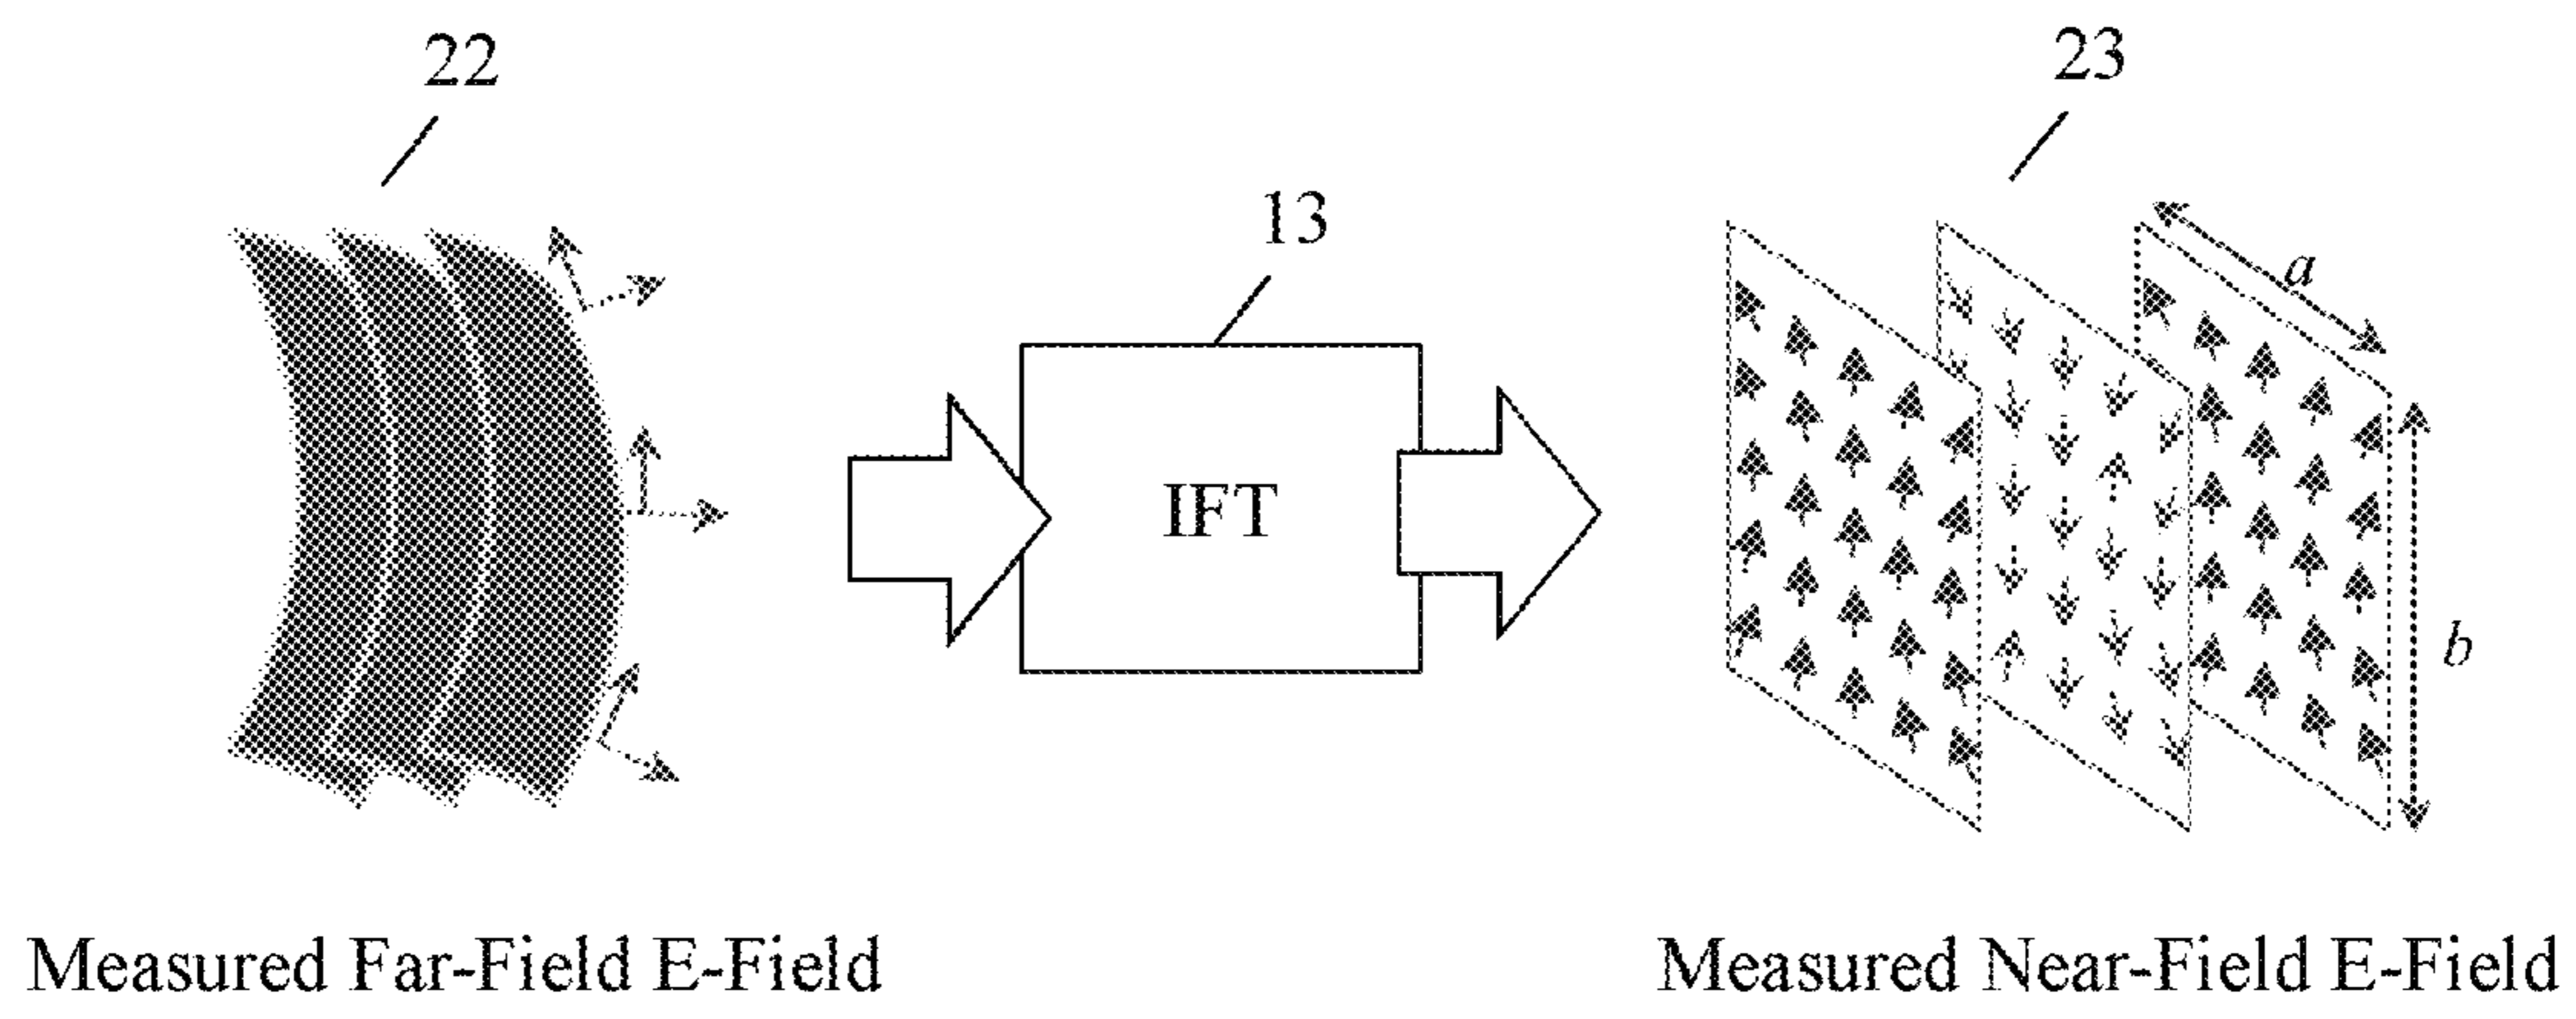 22
23
13
a
IFT
b
Measured Far-Field E-Field
Measured Near-Field E-Field